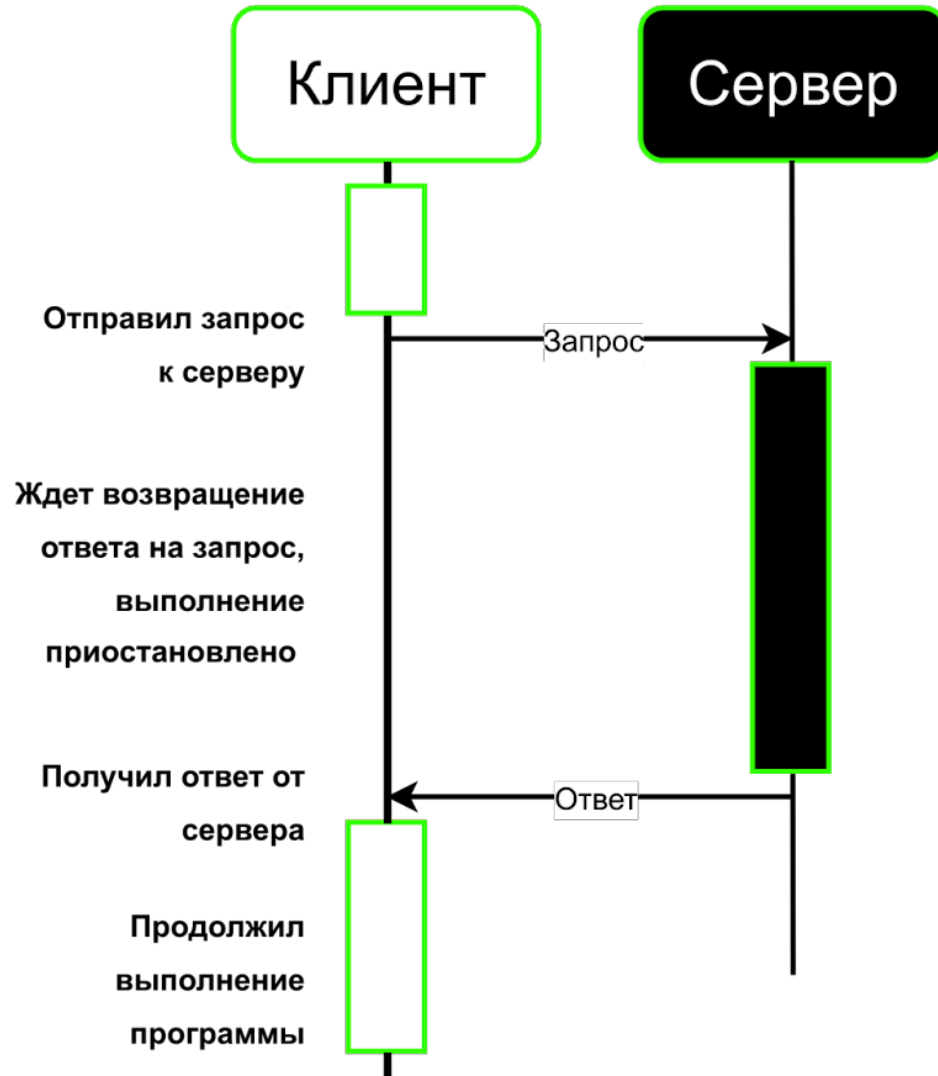 Клиент
Сервер
Отправил запрос
к серверу
Запрос
Ждет возвращение
ответа на запрос,
выполнение
приостановлено
Получил ответ от
сервера
Ответ
Продолжил
выполнение
программы